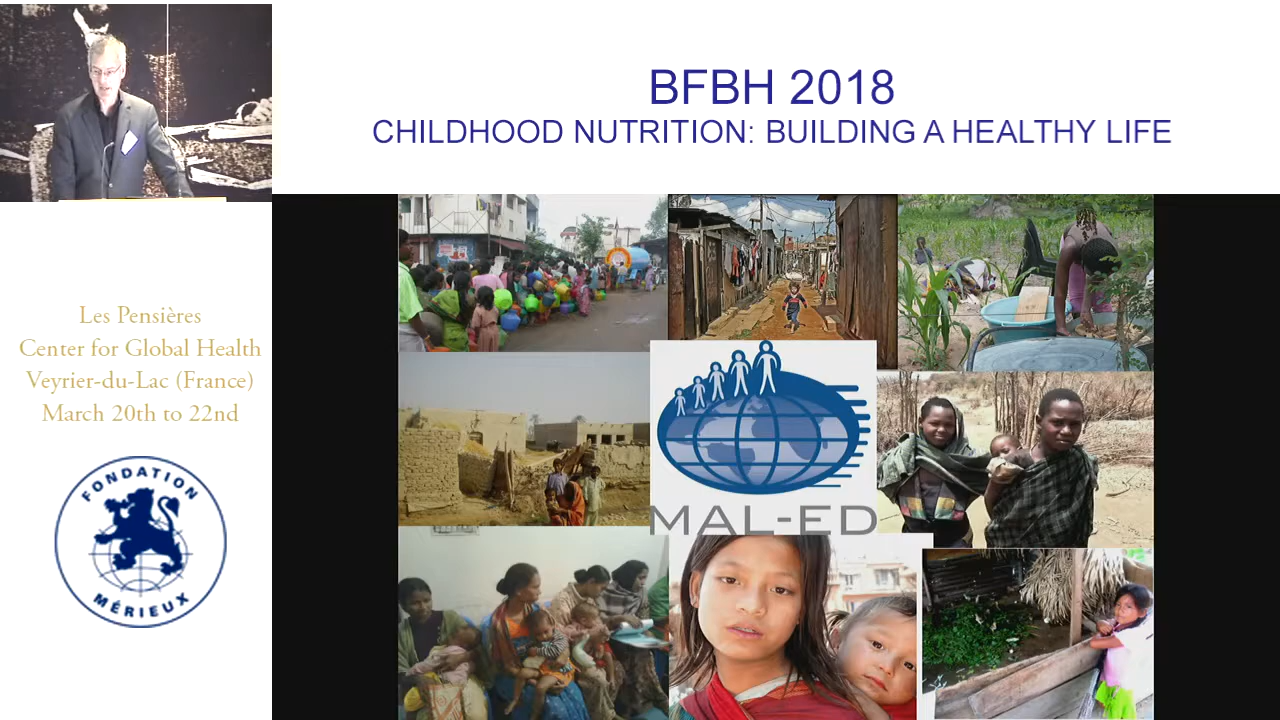 BFBH 2018
CHILDHOOD NUTRITION: BUILDING A HEALTHY LIFE
Les Pensières
Center for Global Health
Veyrier-du-Lac (France)
March 20th to 22nd
FONDATION
MÉRIEUX
MAL-ED